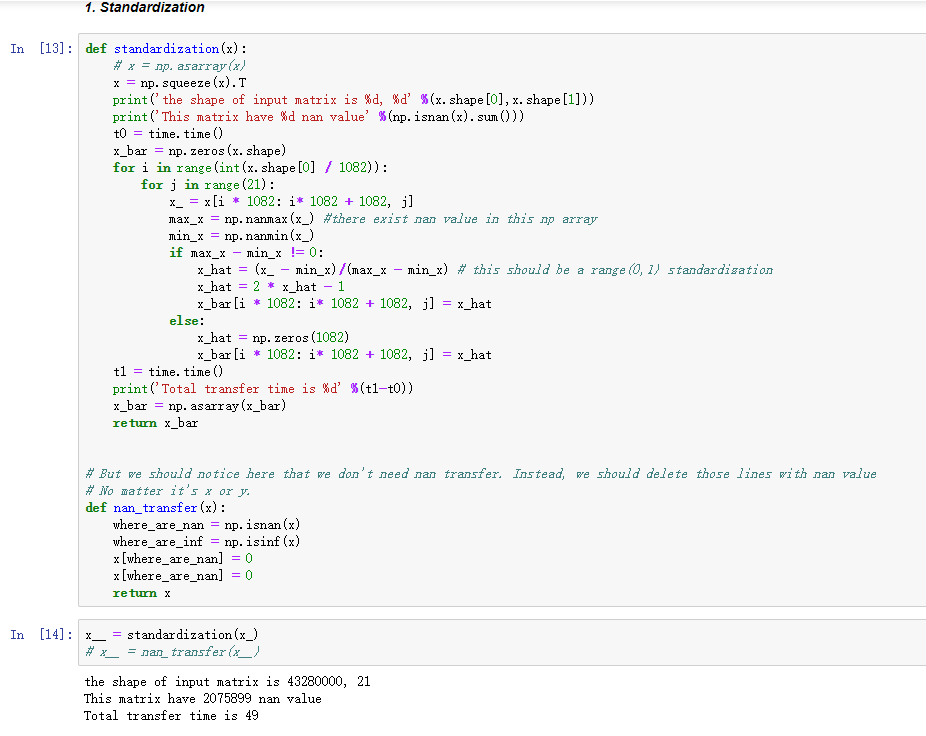 1. Standardization
In [13]: def standardization(x):
# x = np.asarray(x)
x = np.squeeze(x).T
print('the shape of input matrix is %d, %d' %(x.shape[0],x.shape[1]))
print('This matrix have %d nan value' %(np.isnan(x).sum()))
t0 = time.time()
x_bar = np.zeros(x.shape)
for i in range(int(x.shape[0] / 1082)):
for j in range(21):
x_ = x[i * 1082: i* 1082 + 1082, j]
max_x = np.nanmax(x_) #there exist nan value in this np array
min_x = np.nanmin(x_)
if max_x - min_x != 0:
x_hat = (x_ - min_x)/(max_x - min_x) # this should be a range(0,1) standardization
x_hat = 2 * x_hat - 1
x_bar[i * 1082: i* 1082 + 1082, j] = x_hat
else:
x_hat = np.zeros(1082)
x_bar[i * 1082: i* 1082 + 1082, j] = x_hat
t1 = time.time()
print('Total transfer time is %d' %(t1-t0))
x_bar = np.asarray(x_bar)
return x_bar
# But we should notice here that we don't need nan transfer. Instead, we should delete those lines with nan value
# No matter it's x or y.
def nan_transfer(x):
where_are_nan = np.isnan(x)
where_are_inf = np.isinf(x)
x[where_are_nan] = 0
x[where_are_nan] = 0
return x
In [14]: x__ = standardization(x_)
# x__ = nan_transfer(x__)
the shape of input matrix is 43280000, 21
This matrix have 2075899 nan value
Total transfer time is 49